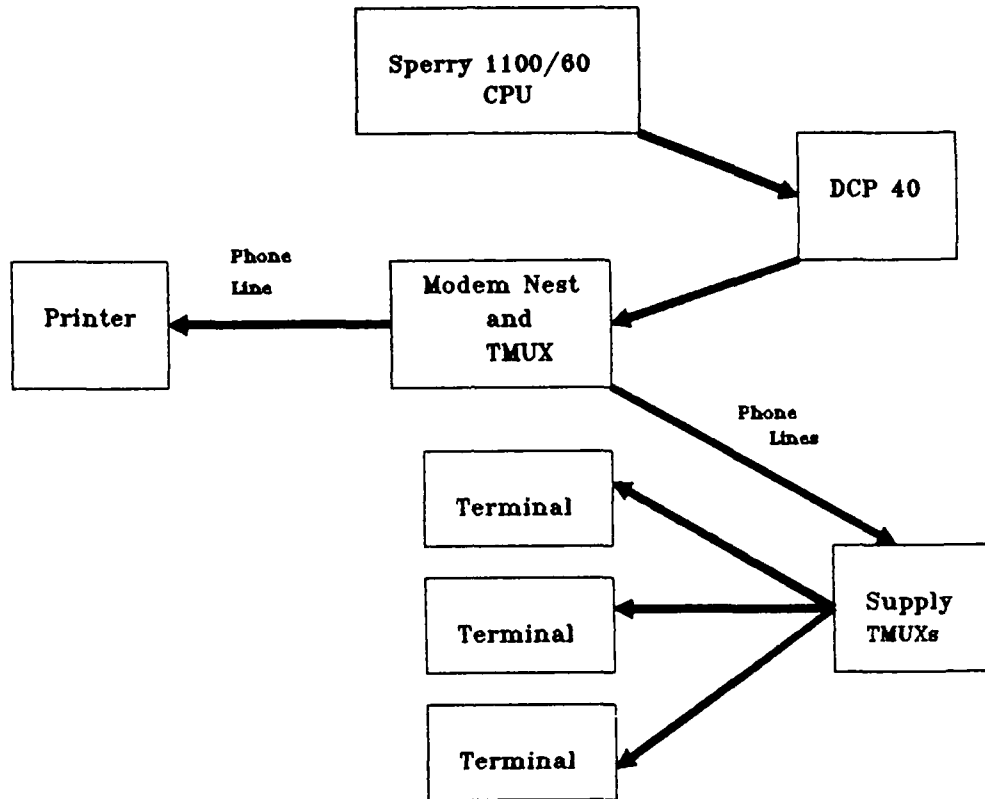 Sperry 1100/60
CPU
DCP 40
Phone
Line
Modem Nest
and
TMUX
Printer
Phone
Lines
Terminal
Supply
TMUXs
Terminal
Terminal